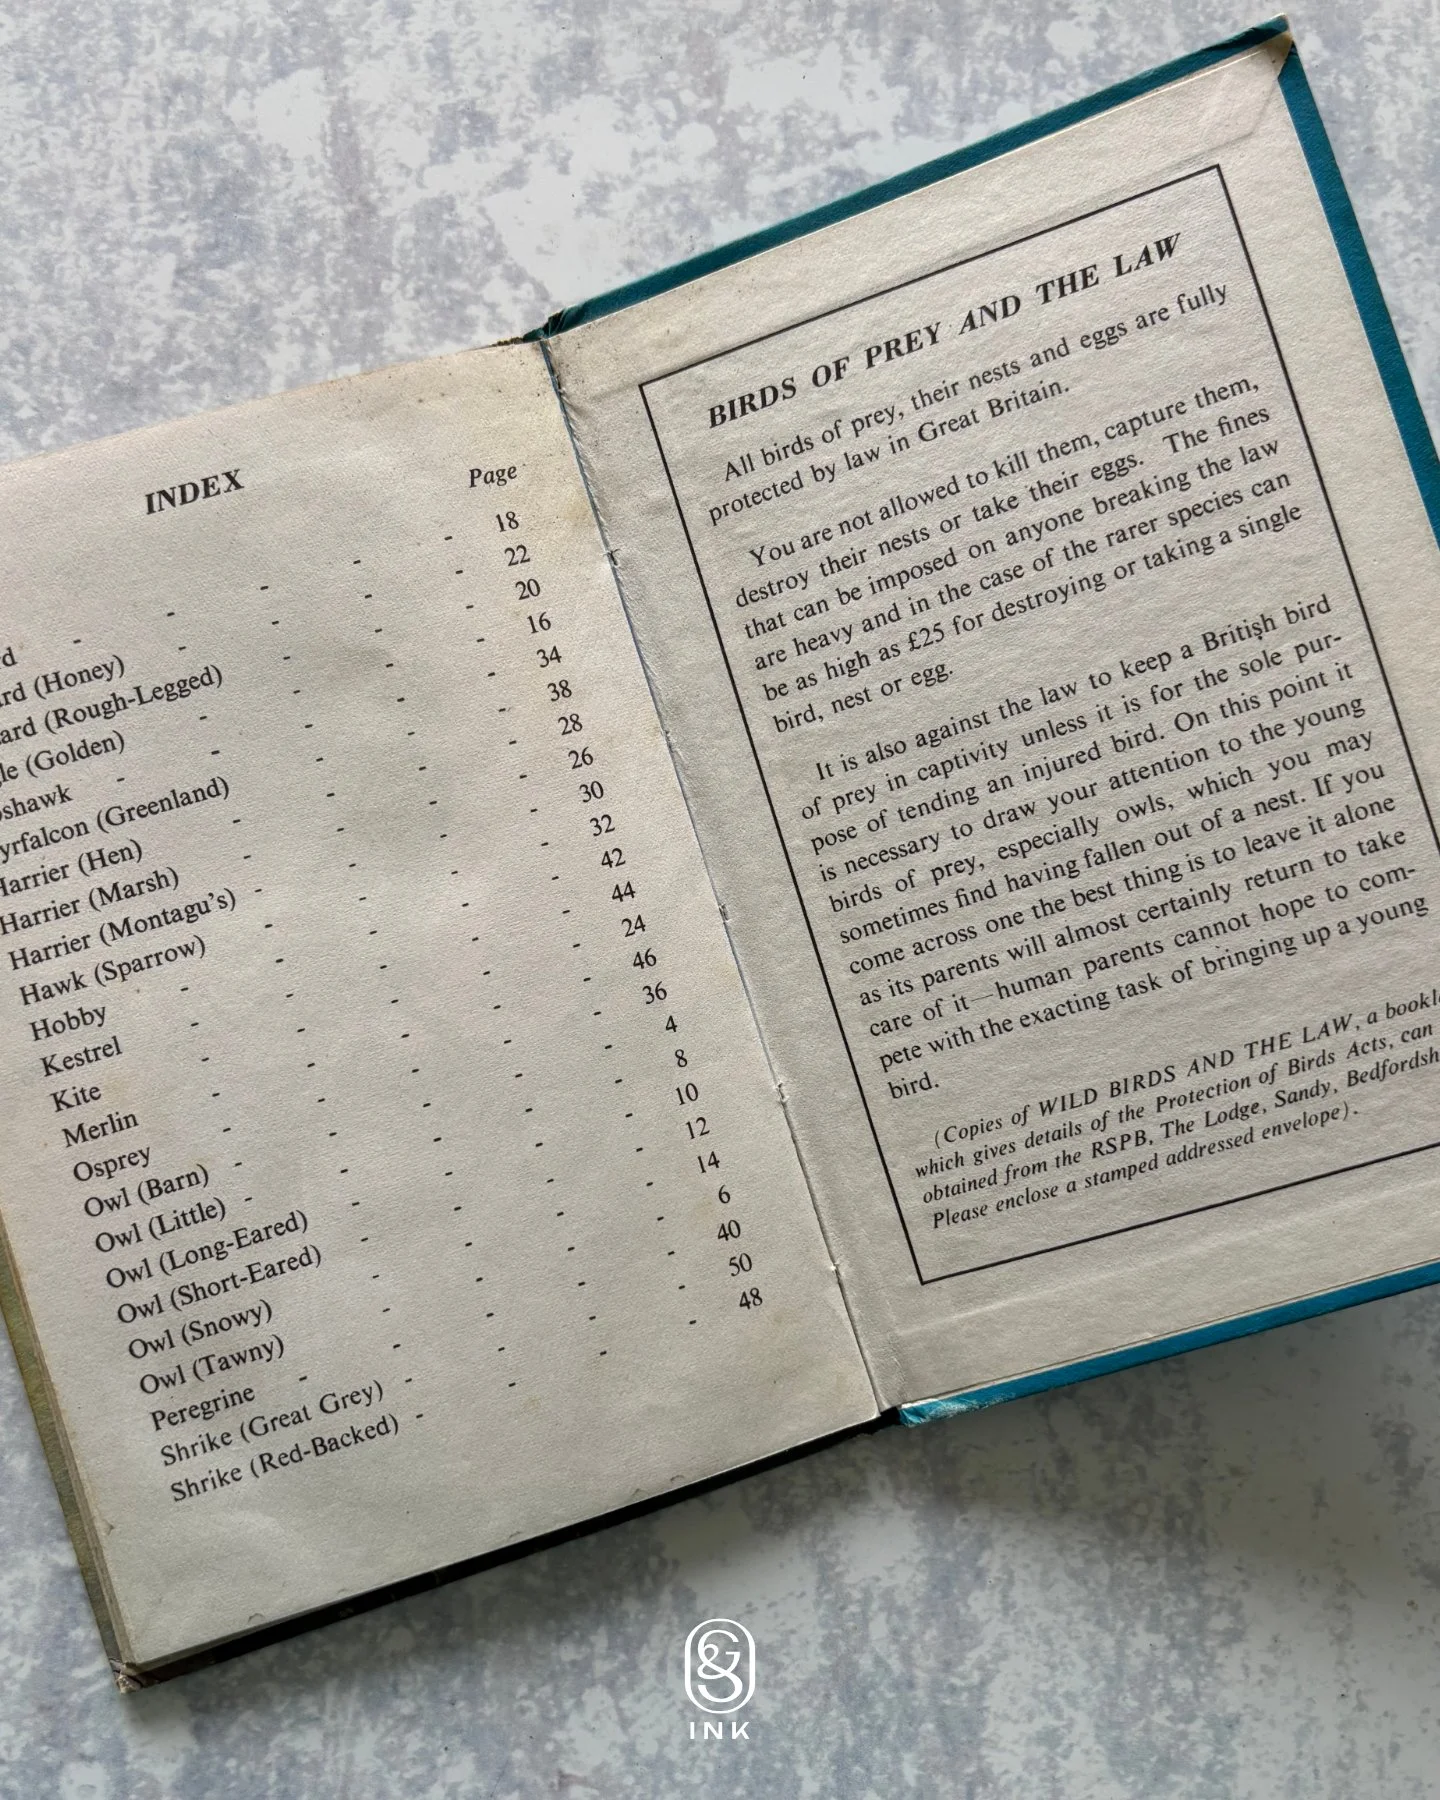 INDEX
Page
rd - - - - - 18
ard (Honey) - - - - 22
ard (Rough-Legged) - - - 20
le (Golden) - - - - 16
oshawk - - - - - 34
yrfalcon (Greenland) - - - 38
Harrier (Hen) - - - - 28
Harrier (Marsh) - - - - 26
Harrier (Montagu's) - - - - 30
Hawk (Sparrow) - - - - 32
Hobby - - - - - 42
Kestrel - - - - - 44
Kite - - - - - 24
Merlin - - - - - 46
Osprey - - - - - 36
Owl (Barn) - - - - - 4
Owl (Little) - - - - - 8
Owl (Long-Eared) - - - - 10
Owl (Short-Eared) - - - - 12
Owl (Snowy) - - - - 14
Owl (Tawny) - - - - 6
Peregrine - - - - - 40
Shrike (Great Grey) - - - - 50
Shrike (Red-Backed) - - - - 48
BIRDS OF PREY AND THE LAW
All birds of prey, their nests and eggs are fully
protected by law in Great Britain.
You are not allowed to kill them, capture them,
destroy their nests or take their eggs. The fines
that can be imposed on anyone breaking the law
are heavy and in the case of the rarer species can
be as high as £25 for destroying or taking a single
bird, nest or egg.
It is also against the law to keep a British bird
of prey in captivity unless it is for the sole pur-
pose of tending an injured bird. On this point it
is necessary to draw your attention to the young
birds of prey, especially owls, which you may
sometimes find having fallen out of a nest. If you
come across one the best thing is to leave it alone
as its parents will almost certainly return to take
care of it—human parents cannot hope to com-
pete with the exacting task of bringing up a young
bird.
(Copies of WILD BIRDS AND THE LAW, a bookl
which gives details of the Protection of Birds Acts, can
obtained from the RSPB, The Lodge, Sandy, Bedfordsh
Please enclose a stamped addressed envelope).
INK